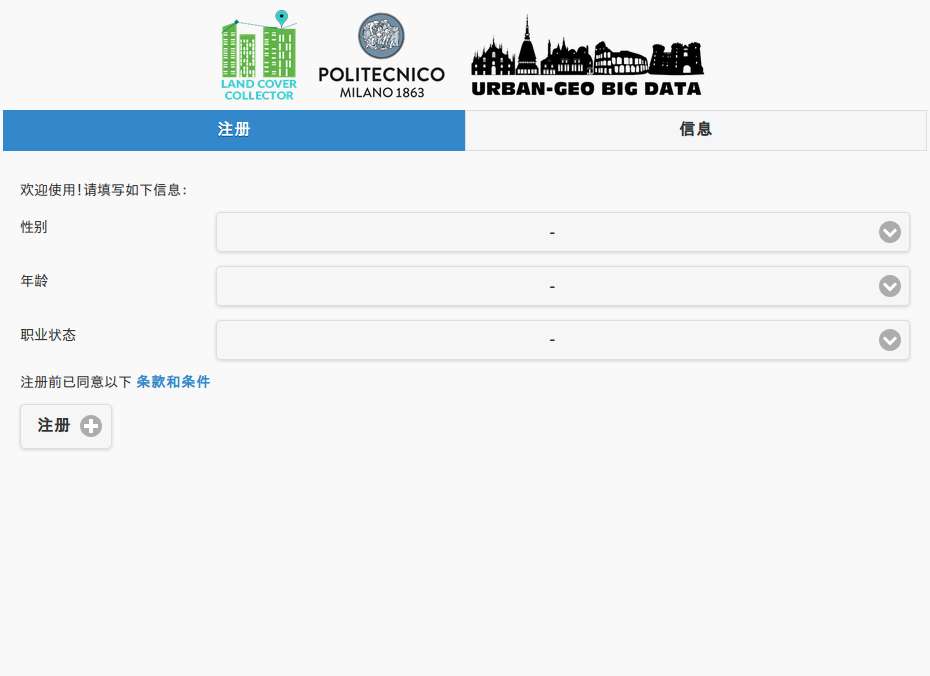 LAND COVER
COLLECTOR
POLITECNICO
MILANO 1863
URBAN-GEO BIG DATA
注册
信息
欢迎使用!请填写如下信息:
性别
-
年龄
-
职业状态
-
注册前已同意以下 条款和条件
注册